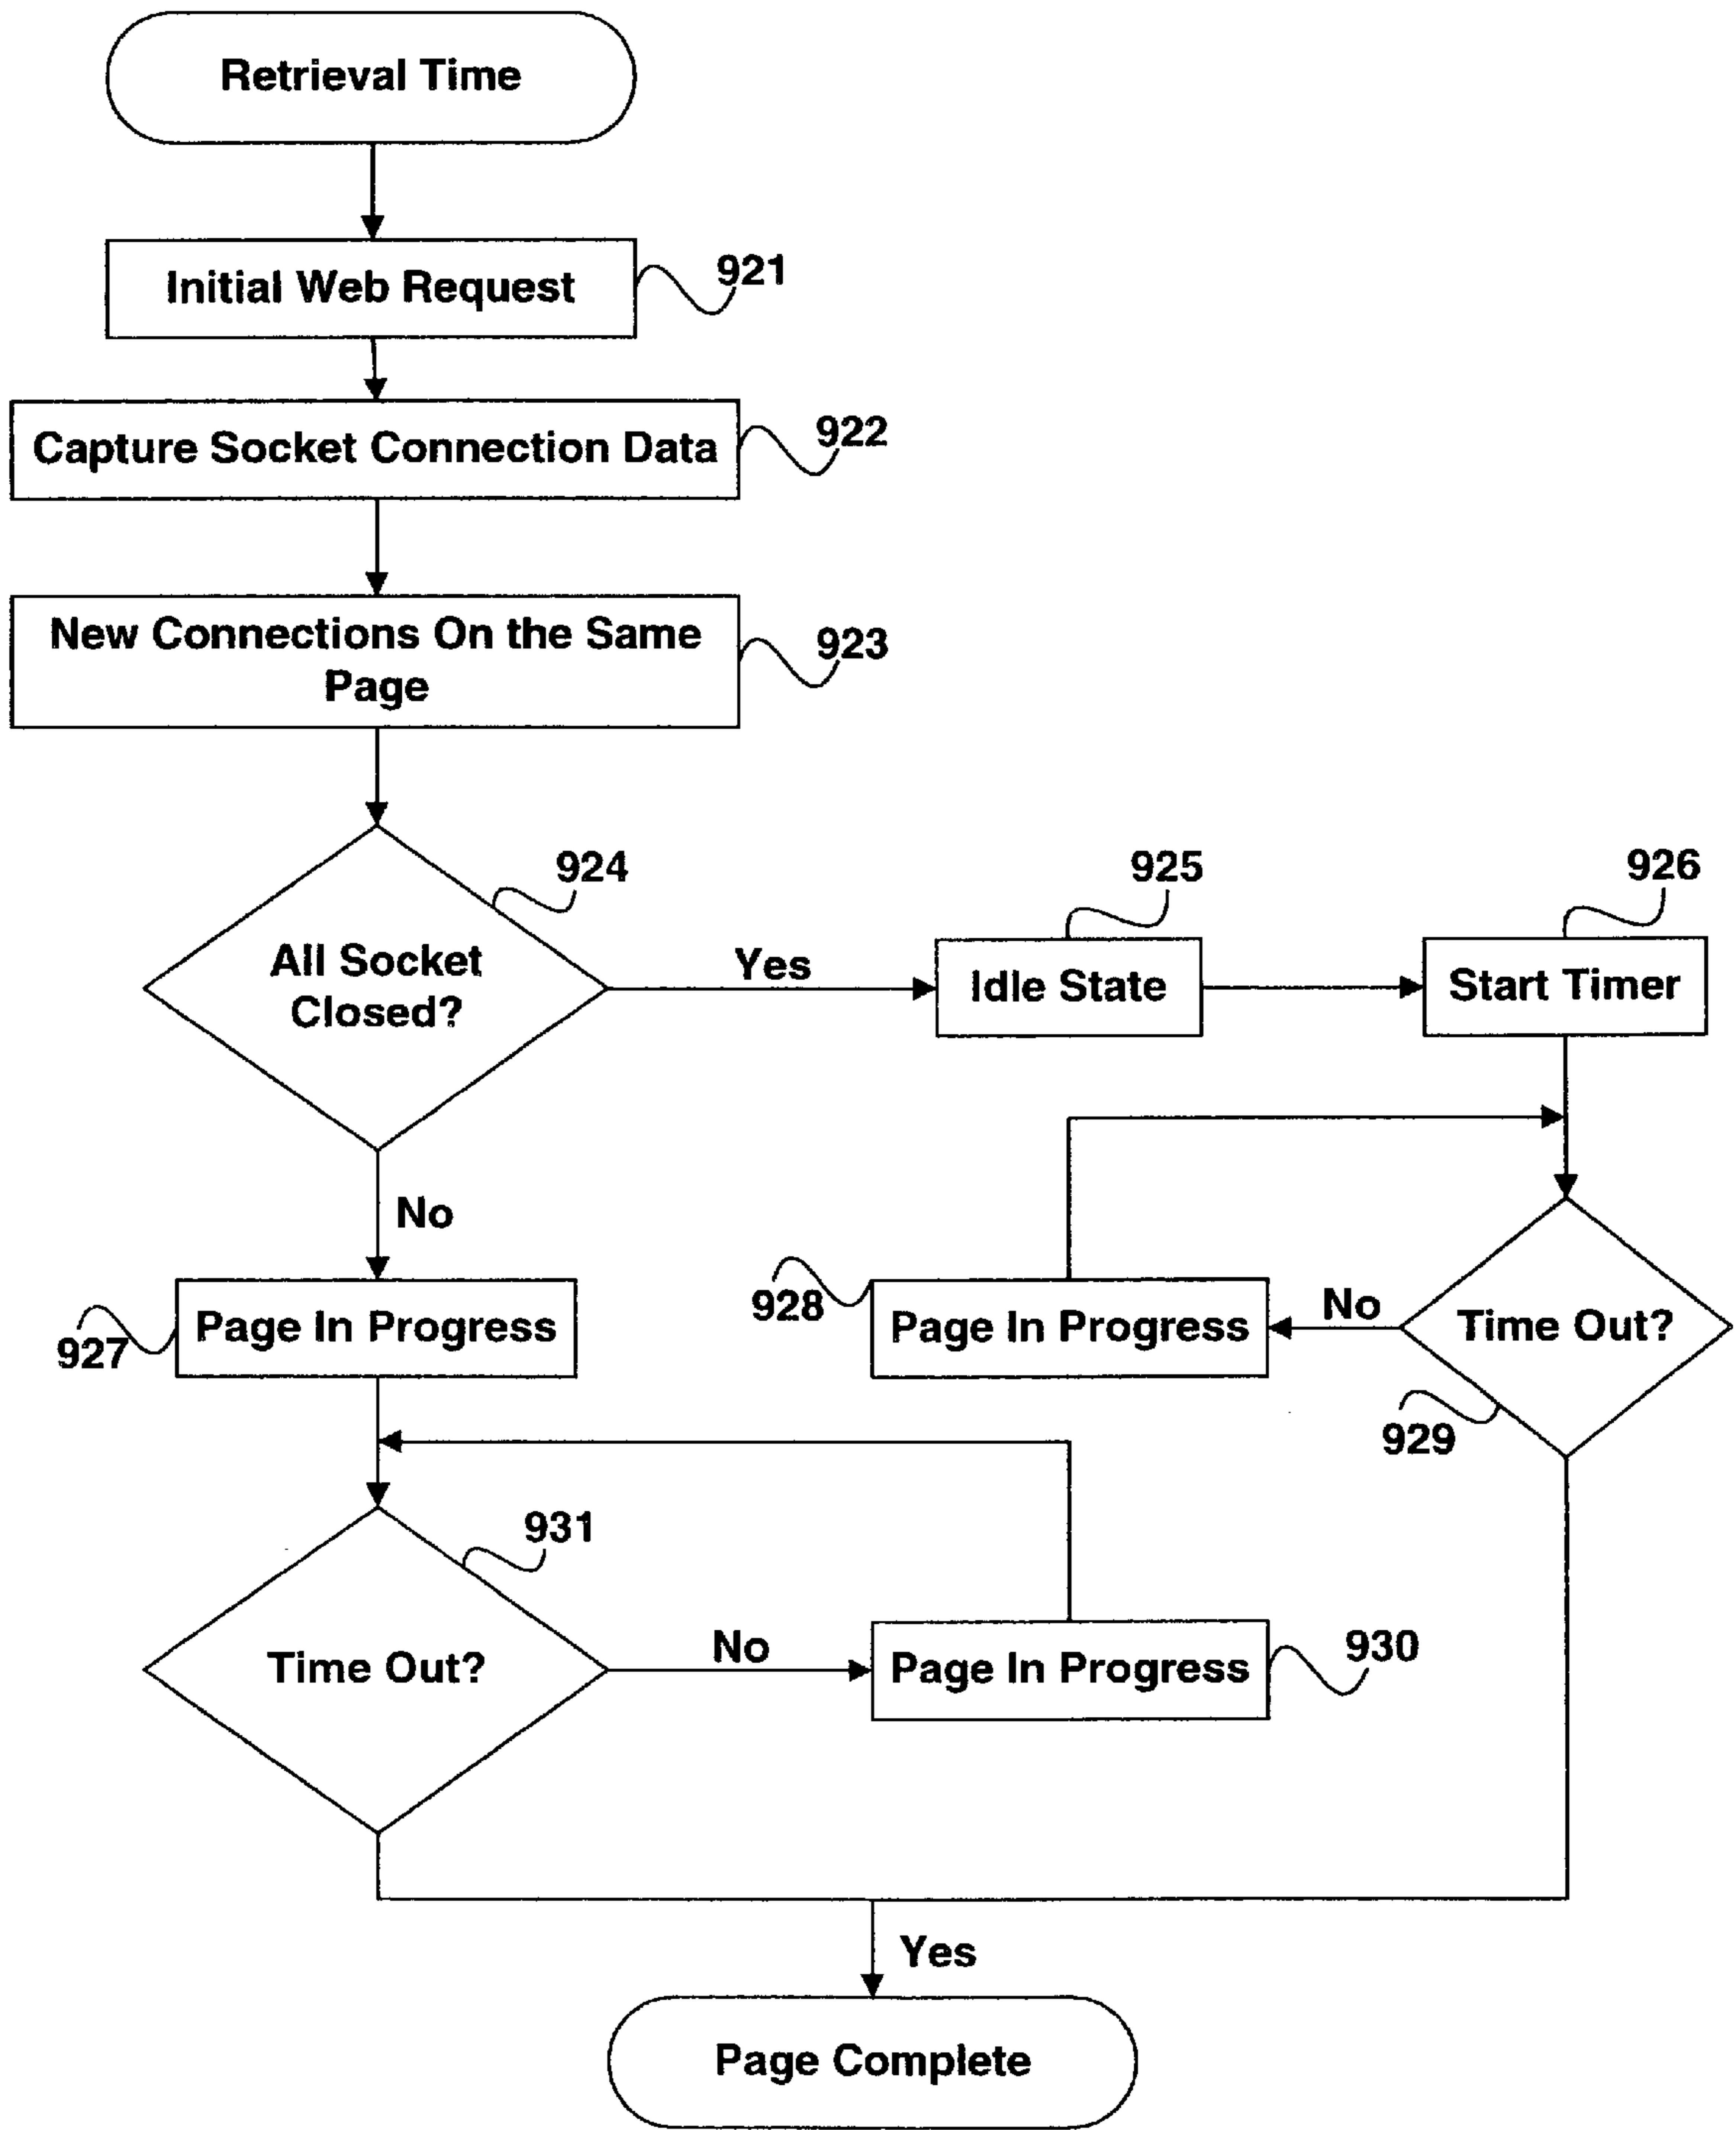 Retrieval Time
Initial Web Request
921
Capture Socket Connection Data
922
New Connections On the Same
Page
923
924
All Socket
Closed?
Yes
925
Idle State
926
Start Timer
No
927
Page In Progress
928
Page In Progress
No
Time Out?
929
931
Time Out?
No
Page In Progress
930
Yes
Page Complete